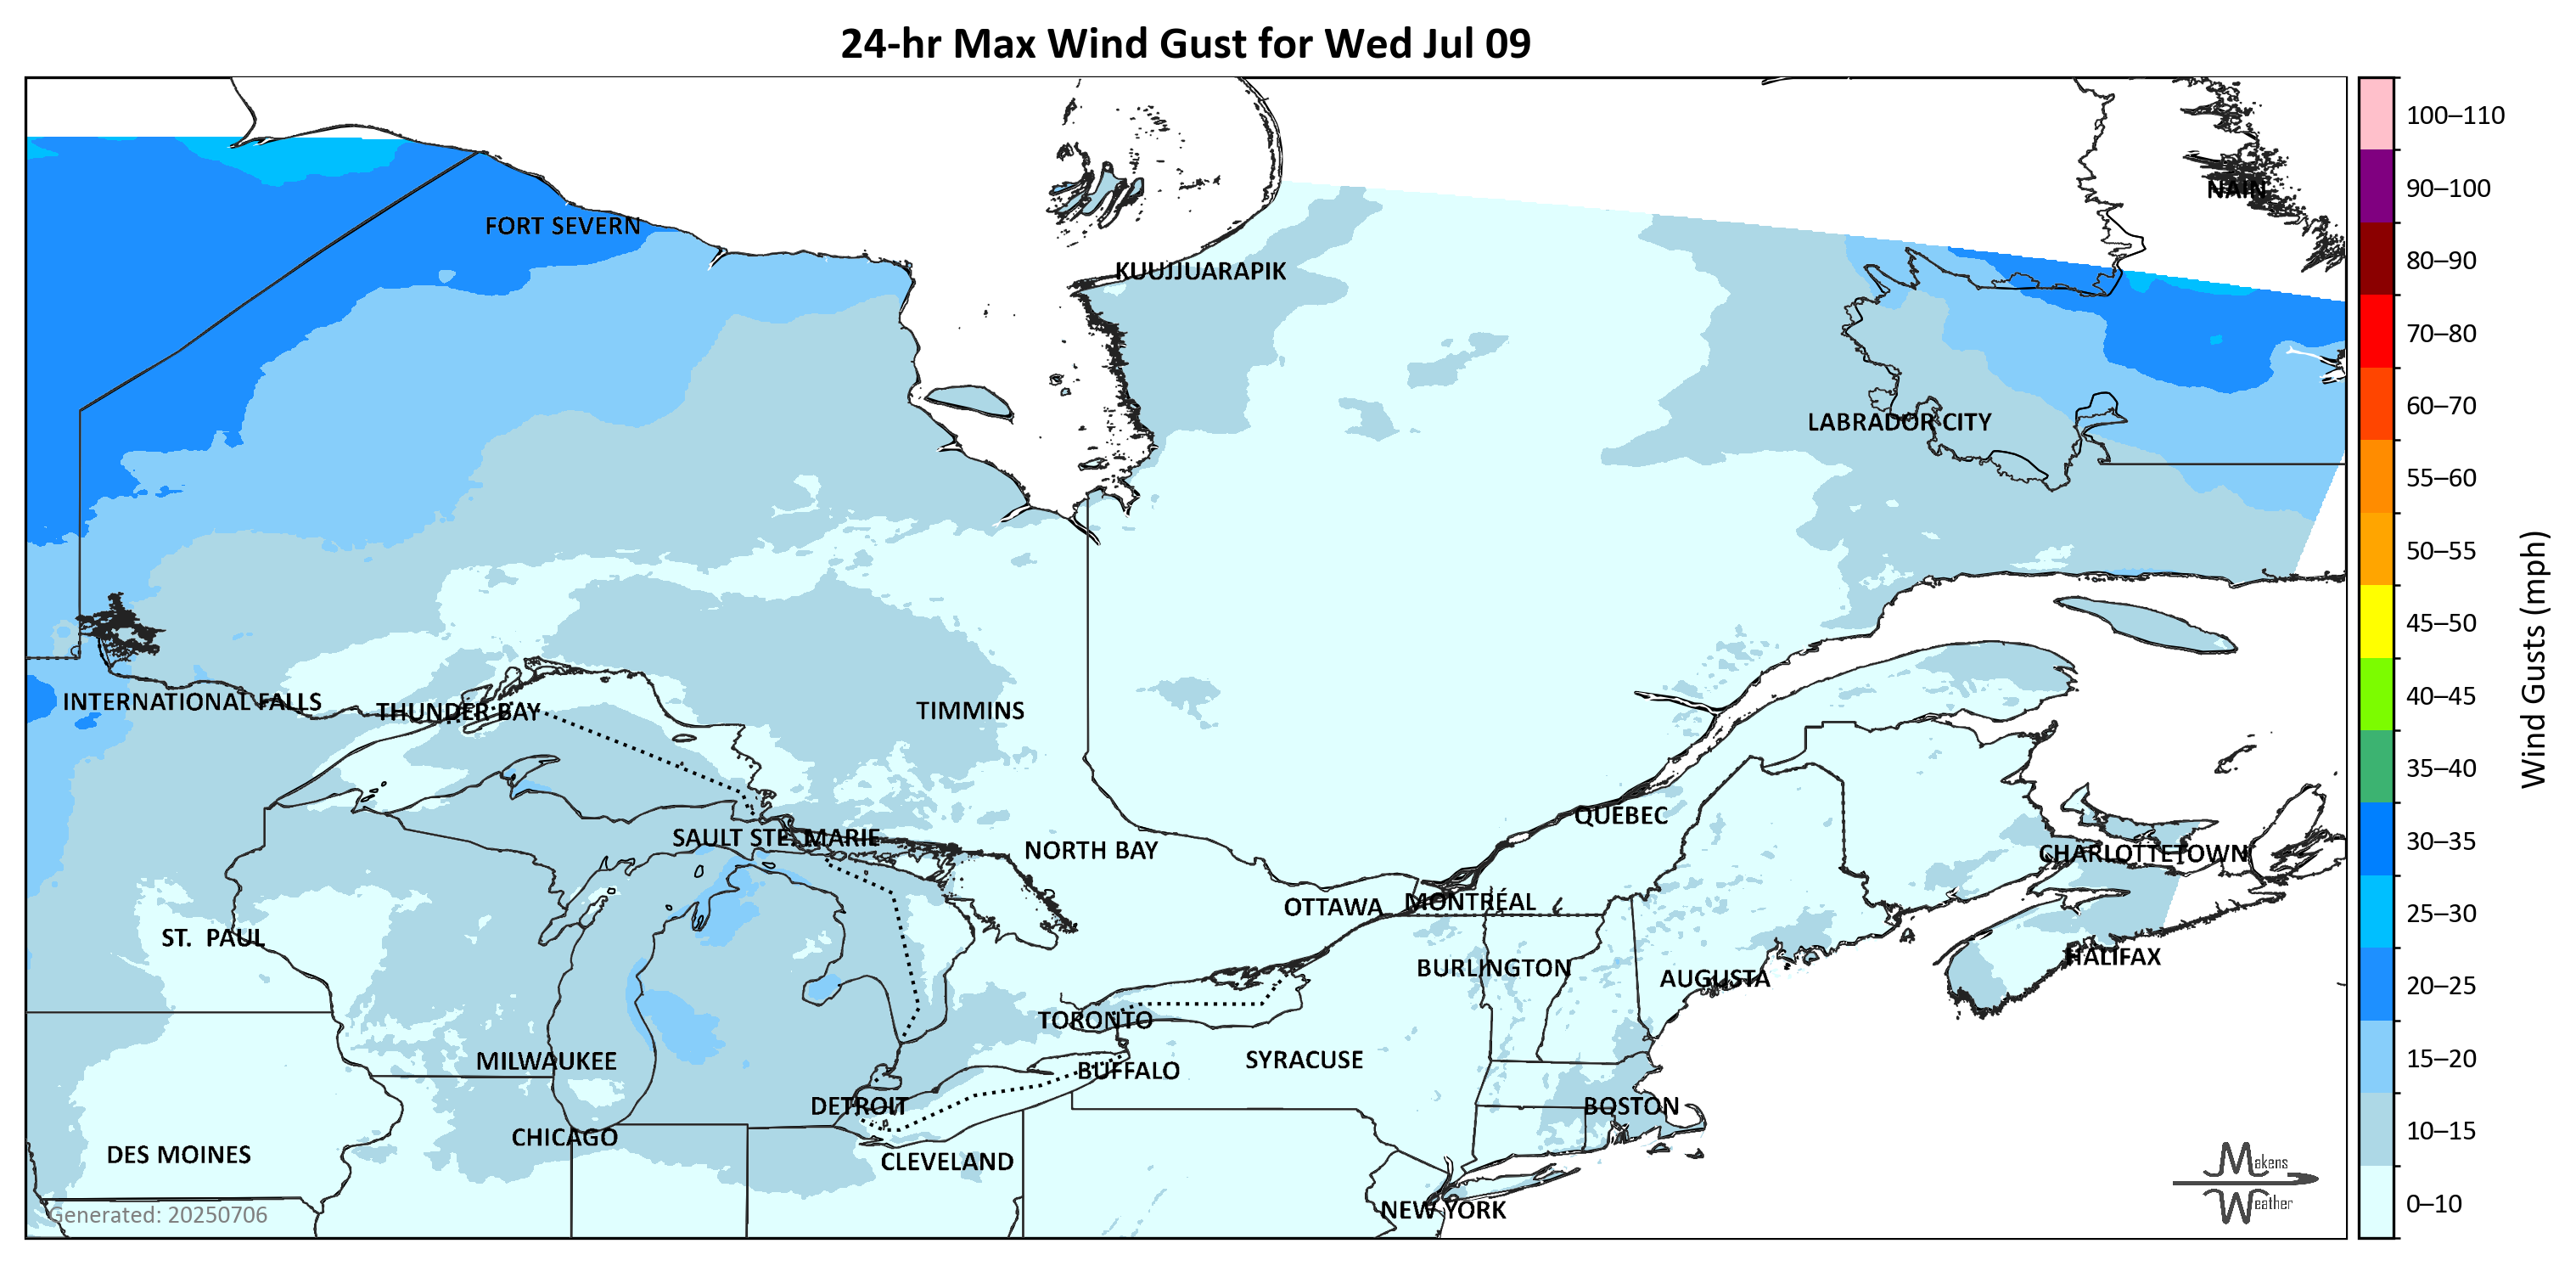 24-hr Max Wind Gust for Wed Jul 09
NAIN
FORT SEVERN
KUUJJUARAPIK
LABRADOR CITY
INTERNATIONAL FALLS
THUNDER BAY
TIMMINS
QUÉBEC
SAULT STE. MARIE
NORTH BAY
CHARLOTTETOWN
MONTRÉAL
OTTAWA
ST. PAUL
HALIFAX
BURLINGTON
AUGUSTA
TORONTO
MILWAUKEE
SYRACUSE
BUFFALO
DETROIT
BOSTON
CHICAGO
DES MOINES
CLEVELAND
NEW YORK
Generated: 20250706
Makens
Weather
100–110
90–100
80–90
70–80
60–70
55–60
50–55
45–50
40–45
35–40
30–35
25–30
20–25
15–20
10–15
0–10
Wind Gusts (mph)